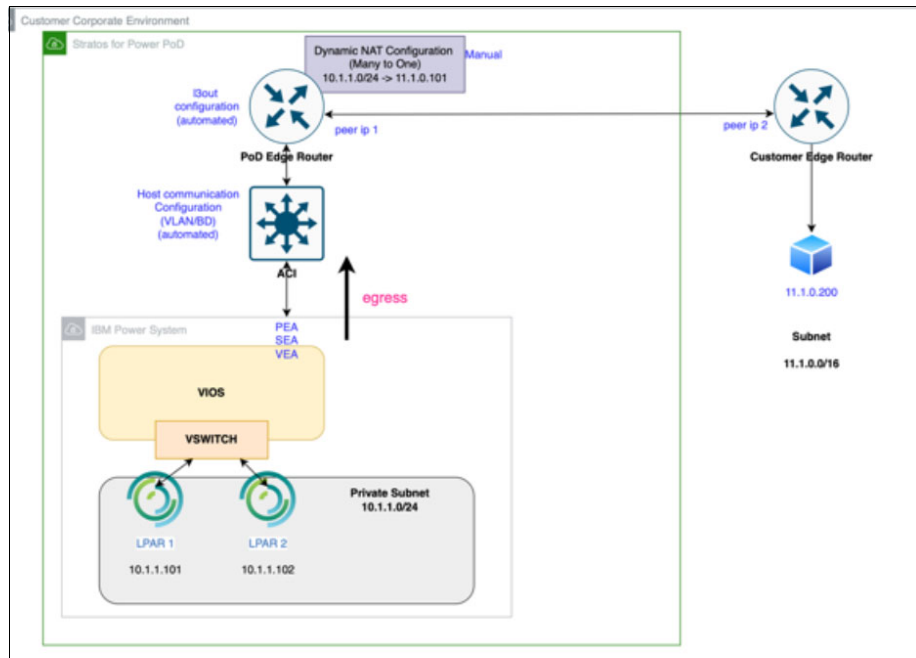 Customer Corporate Environment
Stratos for Power PoD
Dynamic NAT Configuration
(Many to One)
10.1.1.0/24 -> 11.1.0.101
Manual
l3out
configuration
(automated)
peer ip 1
peer ip 2
PoD Edge Router
Customer Edge Router
Host communication
Configuration
(VLAN/BD)
(automated)
ACI
egress
11.1.0.200
Subnet
11.1.0.0/16
IBM Power System
PEA
SEA
VEA
VIOS
VSWITCH
Private Subnet
10.1.1.0/24
LPAR 1
LPAR 2
10.1.1.101
10.1.1.102